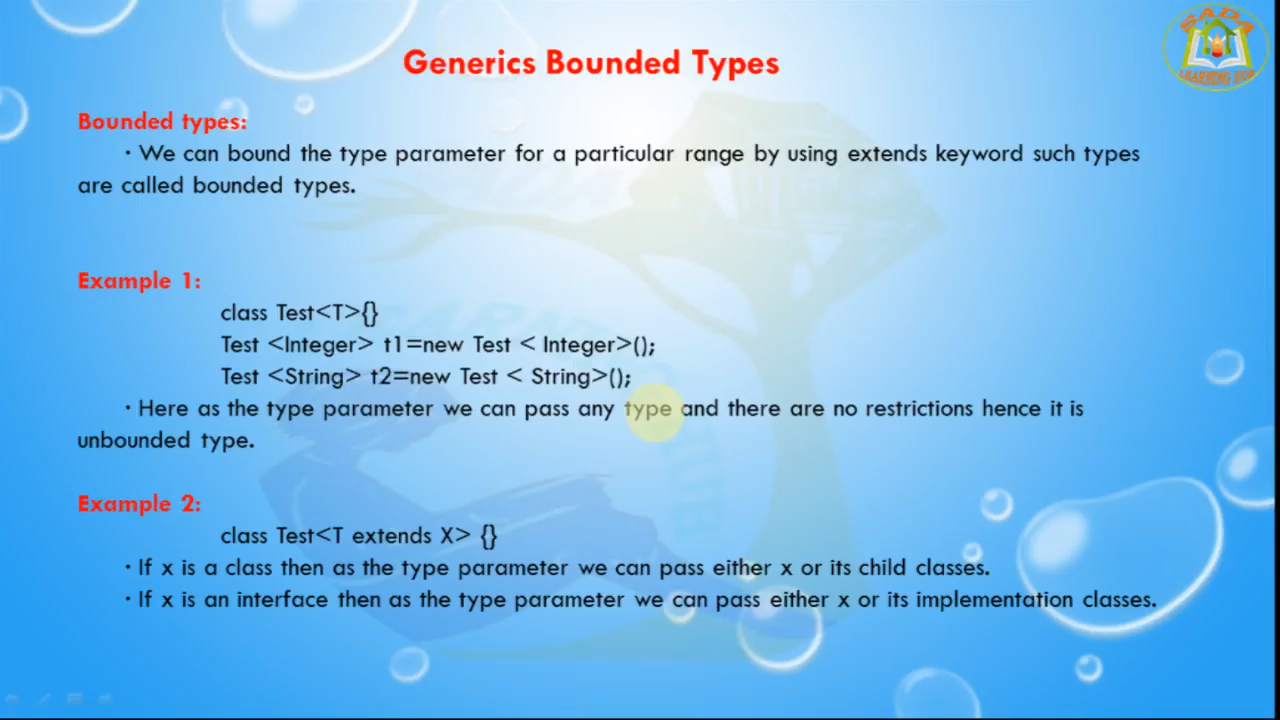 SADA
LEARNING HUB
Generics Bounded Types
Bounded types:
• We can bound the type parameter for a particular range by using extends keyword such types
are called bounded types.
Example 1:
class Test<T>{}
Test <Integer> t1=new Test < Integer>();
Test <String> t2=new Test < String>();
• Here as the type parameter we can pass any type and there are no restrictions hence it is
unbounded type.
Example 2:
class Test<T extends X> {}
• If x is a class then as the type parameter we can pass either x or its child classes.
• If x is an interface then as the type parameter we can pass either x or its implementation classes.